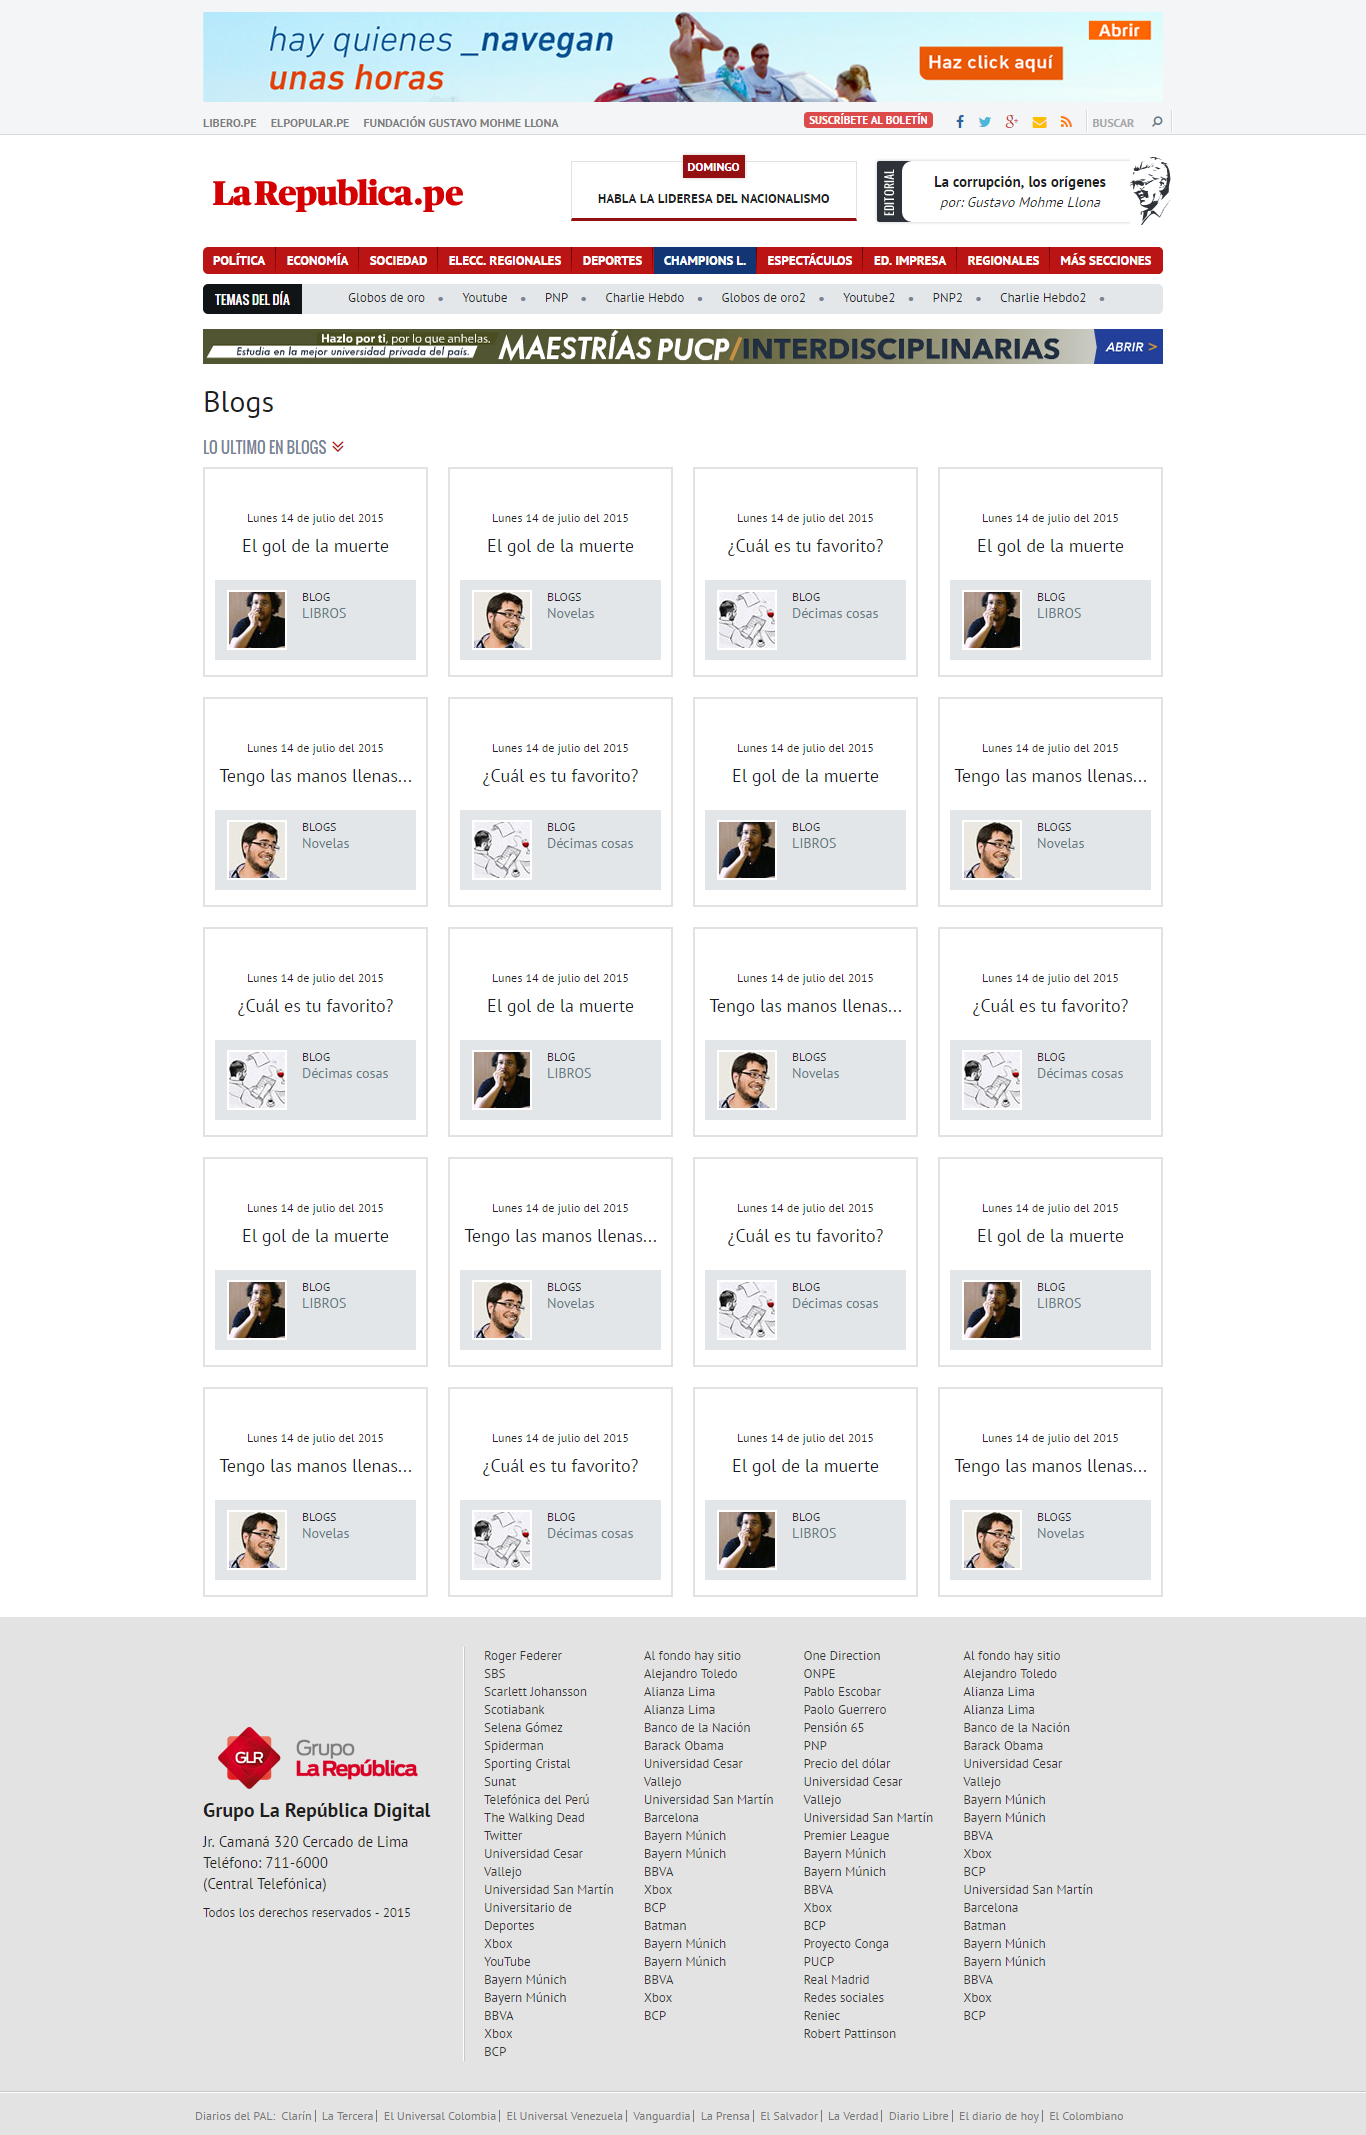 hay quienes _navegan
unas horas
Abrir
Haz click aquí
LIBERO.PE ELPOPULAR.PE FUNDACIÓN GUSTAVO MOHME LLONA SUSCRÍBETE AL BOLETÍN BUSCAR
LaRepublica.pe
DOMINGO
HABLA LA LIDERESA DEL NACIONALISMO
EDITORIAL
La corrupción, los orígenes
por: Gustavo Mohme Llona
POLÍTICA ECONOMÍA SOCIEDAD ELECC. REGIONALES DEPORTES CHAMPIONS L. ESPECTÁCULOS ED. IMPRESA REGIONALES MÁS SECCIONES
TEMAS DEL DÍA Globos de oro • Youtube • PNP • Charlie Hebdo • Globos de oro2 • Youtube2 • PNP2 • Charlie Hebdo2 •
Hazlo por ti, por lo que anhelas.
Estudia en la mejor universidad privada del país.
MAESTRÍAS PUCP/INTERDISCIPLINARIAS
ABRIR >
Blogs
LO ULTIMO EN BLOGS
Lunes 14 de julio del 2015 Lunes 14 de julio del 2015 Lunes 14 de julio del 2015 Lunes 14 de julio del 2015
El gol de la muerte El gol de la muerte ¿Cuál es tu favorito? El gol de la muerte
BLOG BLOGS BLOG BLOG
LIBROS Novelas Décimas cosas LIBROS
Lunes 14 de julio del 2015 Lunes 14 de julio del 2015 Lunes 14 de julio del 2015 Lunes 14 de julio del 2015
Tengo las manos llenas... ¿Cuál es tu favorito? El gol de la muerte Tengo las manos llenas...
BLOGS BLOG BLOG BLOGS
Novelas Décimas cosas LIBROS Novelas
Lunes 14 de julio del 2015 Lunes 14 de julio del 2015 Lunes 14 de julio del 2015 Lunes 14 de julio del 2015
¿Cuál es tu favorito? El gol de la muerte Tengo las manos llenas... ¿Cuál es tu favorito?
BLOG BLOG BLOGS BLOG
Décimas cosas LIBROS Novelas Décimas cosas
Lunes 14 de julio del 2015 Lunes 14 de julio del 2015 Lunes 14 de julio del 2015 Lunes 14 de julio del 2015
El gol de la muerte Tengo las manos llenas... ¿Cuál es tu favorito? El gol de la muerte
BLOG BLOGS BLOG BLOG
LIBROS Novelas Décimas cosas LIBROS
Lunes 14 de julio del 2015 Lunes 14 de julio del 2015 Lunes 14 de julio del 2015 Lunes 14 de julio del 2015
Tengo las manos llenas... ¿Cuál es tu favorito? El gol de la muerte Tengo las manos llenas...
BLOGS BLOG BLOG BLOGS
Novelas Décimas cosas LIBROS Novelas
GLR
Grupo
La República
Grupo La República Digital
Jr. Camaná 320 Cercado de Lima
Teléfono: 711-6000
(Central Telefónica)
Todos los derechos reservados - 2015
Roger Federer
SBS
Scarlett Johansson
Scotiabank
Selena Gómez
Spiderman
Sporting Cristal
Sunat
Telefónica del Perú
The Walking Dead
Twitter
Universidad Cesar
Vallejo
Universidad San Martín
Universitario de
Deportes
Xbox
YouTube
Bayern Múnich
Bayern Múnich
BBVA
Xbox
BCP
Al fondo hay sitio
Alejandro Toledo
Alianza Lima
Alianza Lima
Banco de la Nación
Barack Obama
Universidad Cesar
Vallejo
Universidad San Martín
Barcelona
Bayern Múnich
Bayern Múnich
BBVA
Xbox
BCP
Batman
Bayern Múnich
Bayern Múnich
BBVA
Xbox
BCP
One Direction
ONPE
Pablo Escobar
Paolo Guerrero
Pensión 65
PNP
Precio del dólar
Universidad Cesar
Vallejo
Universidad San Martín
Premier League
Bayern Múnich
Bayern Múnich
BBVA
Xbox
BCP
Proyecto Conga
PUCP
Real Madrid
Redes sociales
Reniec
Robert Pattinson
Al fondo hay sitio
Alejandro Toledo
Alianza Lima
Alianza Lima
Banco de la Nación
Barack Obama
Universidad Cesar
Vallejo
Bayern Múnich
Bayern Múnich
BBVA
Xbox
BCP
Universidad San Martín
Barcelona
Batman
Bayern Múnich
Bayern Múnich
BBVA
Xbox
BCP
Diarios del PAL: Clarín | La Tercera | El Universal Colombia | El Universal Venezuela | Vanguardia | La Prensa | El Salvador | La Verdad | Diario Libre | El diario de hoy | El Colombiano